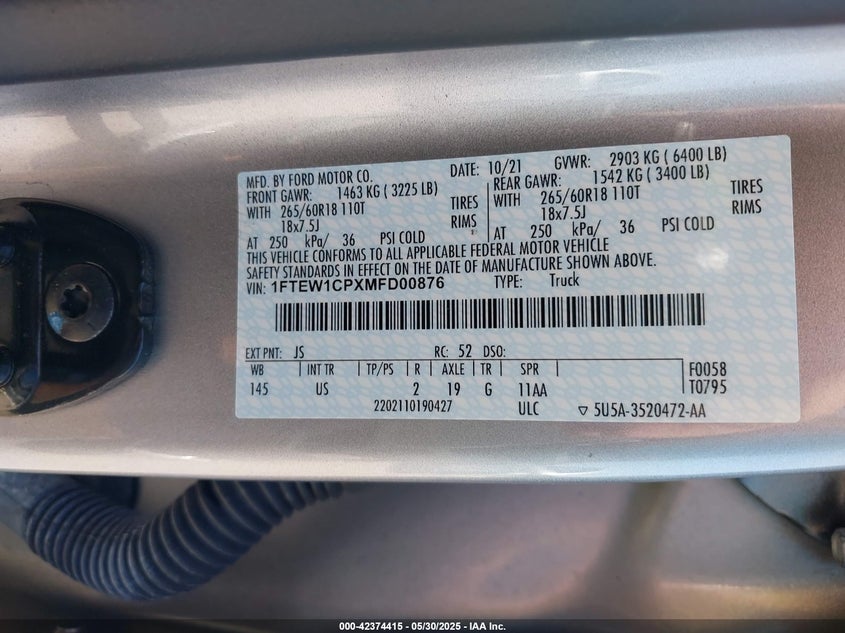 MFD. BY FORD MOTOR CO. DATE: 10/21 GVWR: 2903 KG ( 6400 LB)
FRONT GAWR: 1463 KG ( 3225 LB) REAR GAWR: 1542 KG ( 3400 LB)
WITH 265/60R18 110T TIRES WITH 265/60R18 110T TIRES
18x7.5J RIMS 18x7.5J RIMS
AT 250 kPa/ 36 PSI COLD AT 250 kPa/ 36 PSI COLD
THIS VEHICLE CONFORMS TO ALL APPLICABLE FEDERAL MOTOR VEHICLE
SAFETY STANDARDS IN EFFECT ON THE DATE OF MANUFACTURE SHOWN ABOVE.
VIN: 1FTEW1CPXMFD00876 TYPE: Truck
EXT PNT: JS RC: 52 DSO:
WB INT TR TP/PS R AXLE TR SPR F0058
145 US 2 19 G 11AA T0795
2202110190427 ULC ▽ 5U5A-3520472-AA
000-42374415 - 05/30/2025 - IAA Inc.